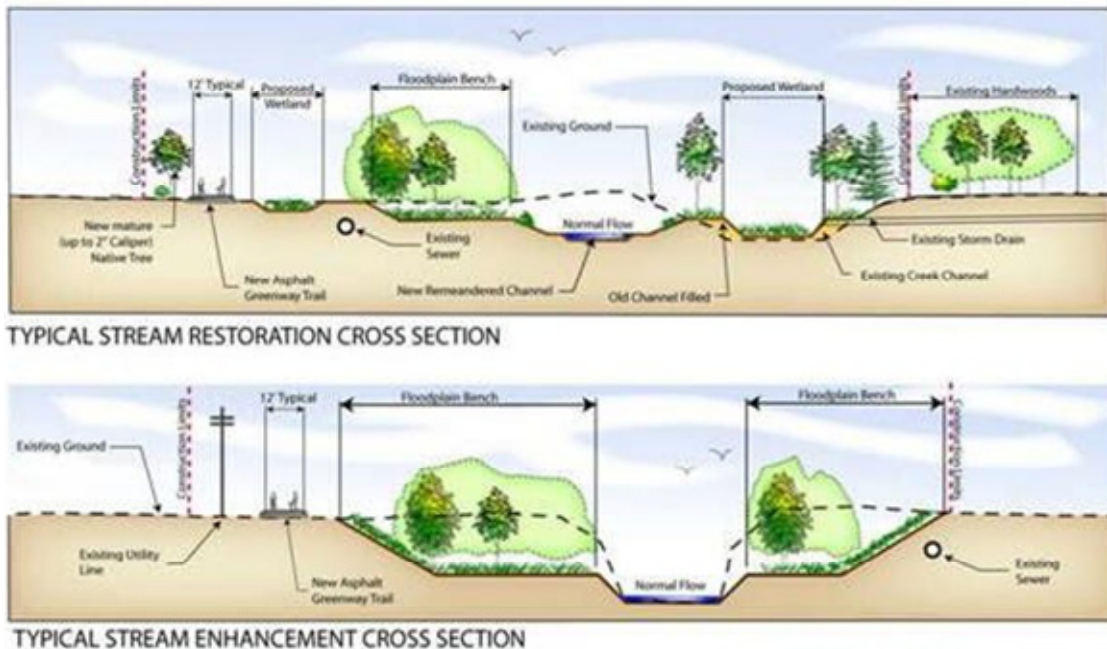 Construction Limits
12' Typical
Proposed
Wetland
Floodplain Bench
Existing Ground
Proposed Wetland
Construction Limits
Existing Hardwoods
New mature
(up to 2" Caliper)
Native Tree
New Asphalt
Greenway Trail
Existing
Sewer
Normal Flow
New Remeandered Channel
Old Channel Filled
Existing Storm Drain
Existing Creek Channel
TYPICAL STREAM RESTORATION CROSS SECTION
Existing Ground
Construction Limits
12' Typical
Floodplain Bench
Floodplain Bench
Construction Limits
Existing Utility
Line
New Asphalt
Greenway Trail
Normal Flow
Existing
Sewer
TYPICAL STREAM ENHANCEMENT CROSS SECTION